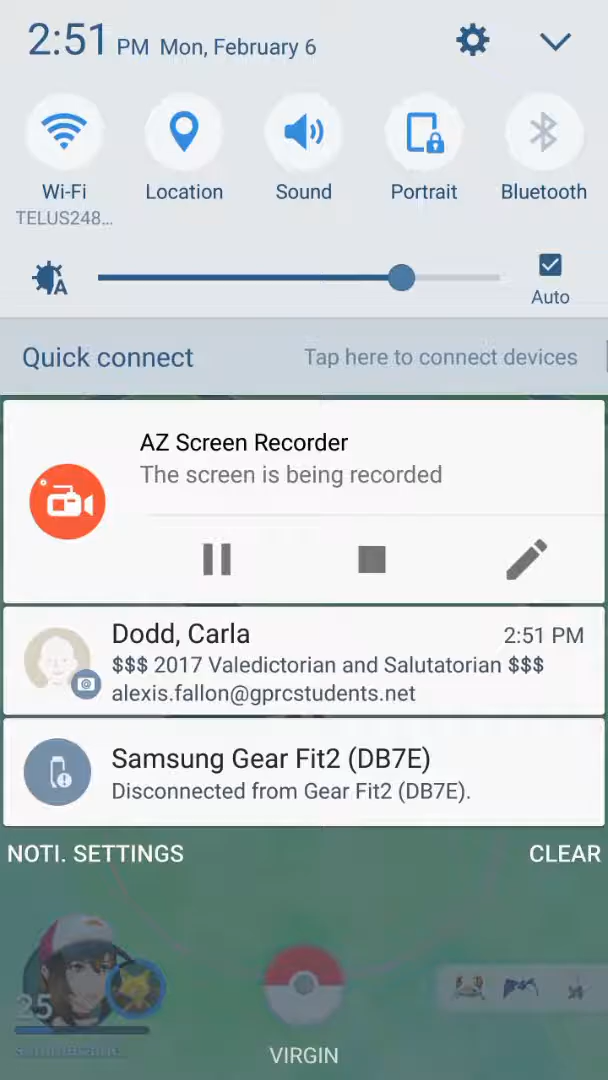 2:51 PM Mon, February 6
Wi-Fi
TELUS248...
Location
Sound
Portrait
Bluetooth
A
Auto
Quick connect
Tap here to connect devices
AZ Screen Recorder
The screen is being recorded
Dodd, Carla
2:51 PM
$$$ 2017 Valedictorian and Salutatorian $$$
alexis.fallon@gprcstudents.net
Samsung Gear Fit2 (DB7E)
Disconnected from Gear Fit2 (DB7E).
NOTI. SETTINGS
CLEAR
25
VIRGIN